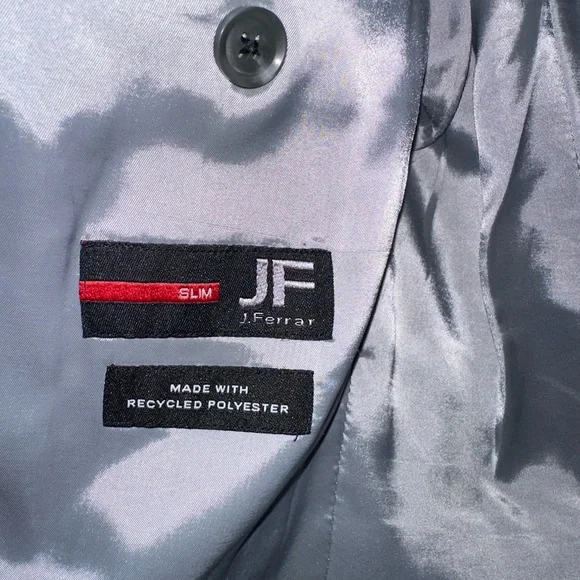 SLIM
JF
J.Ferrar
MADE WITH
RECYCLED POLYESTER